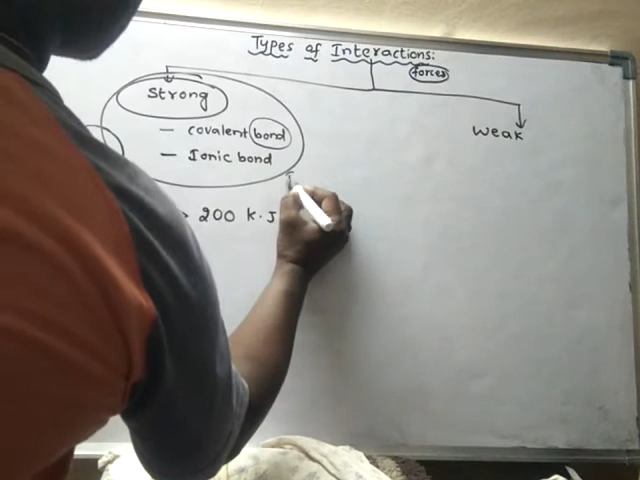 Types of Interactions:
forces
Strong
Weak
— covalent bond
— Ionic bond
> 200 k.J